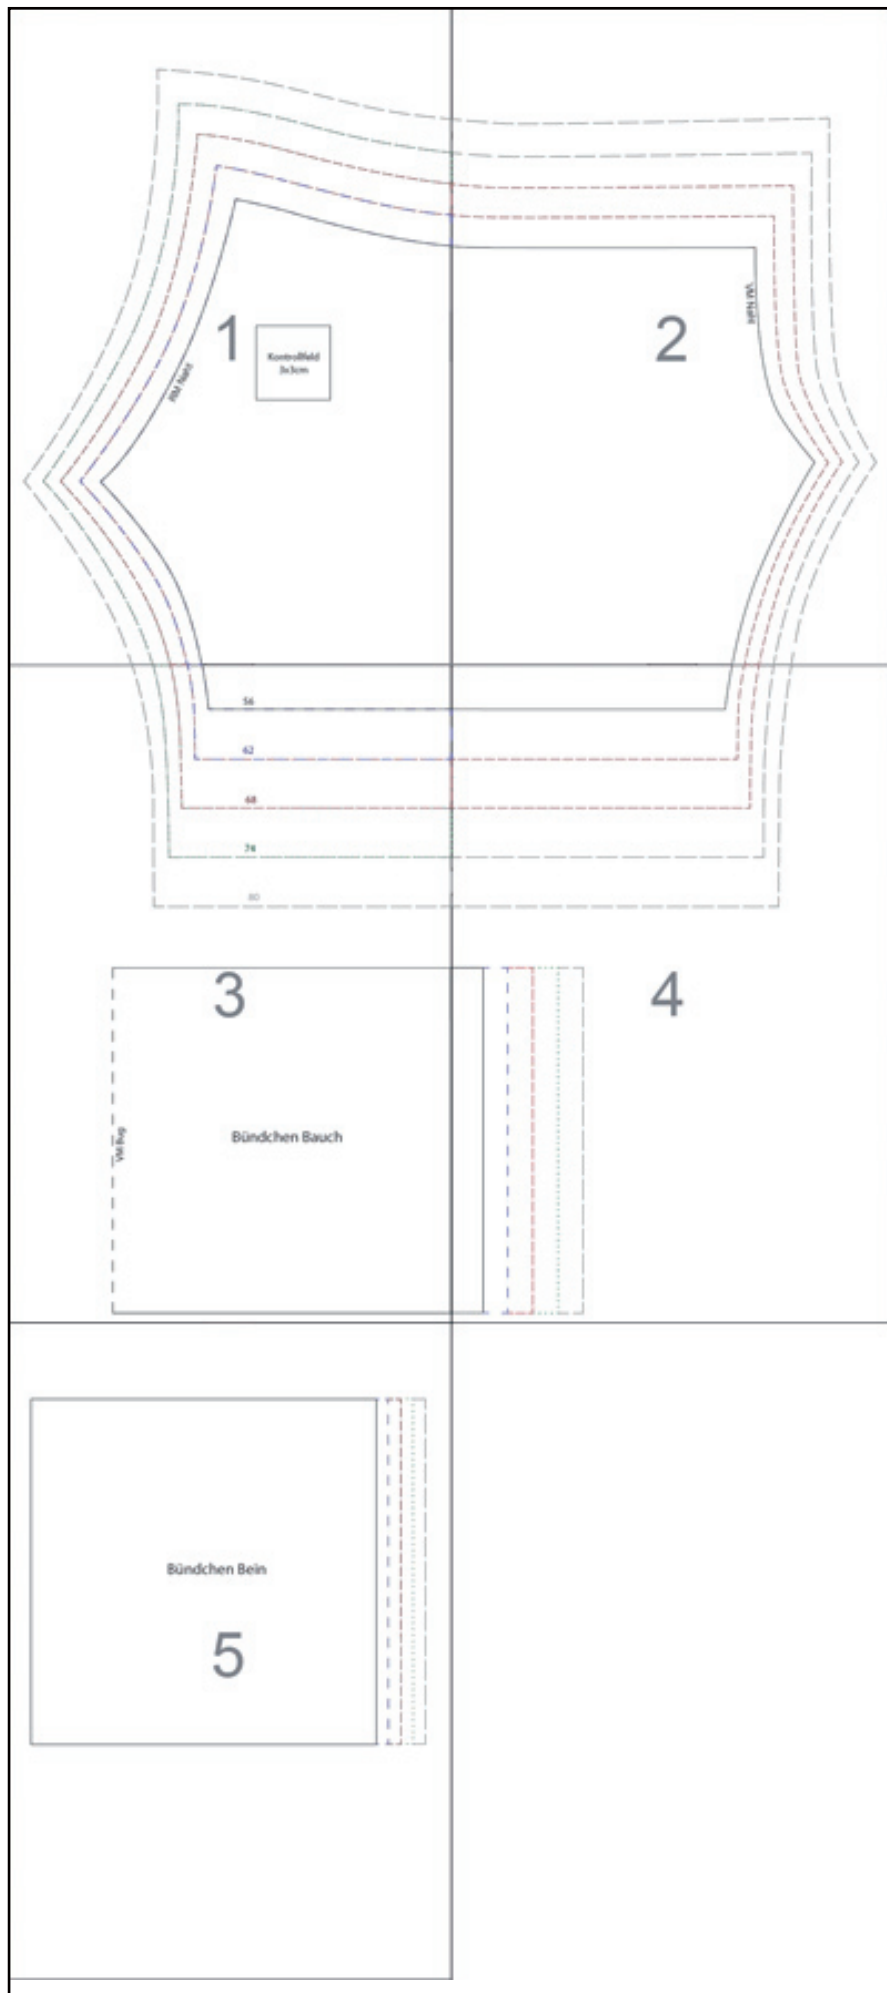 1
2
VM Naht
Kontrollfeld
3x3cm
RM Naht
56
62
68
74
80
3
4
VM Bug
Bündchen Bauch
Bündchen Bein
5